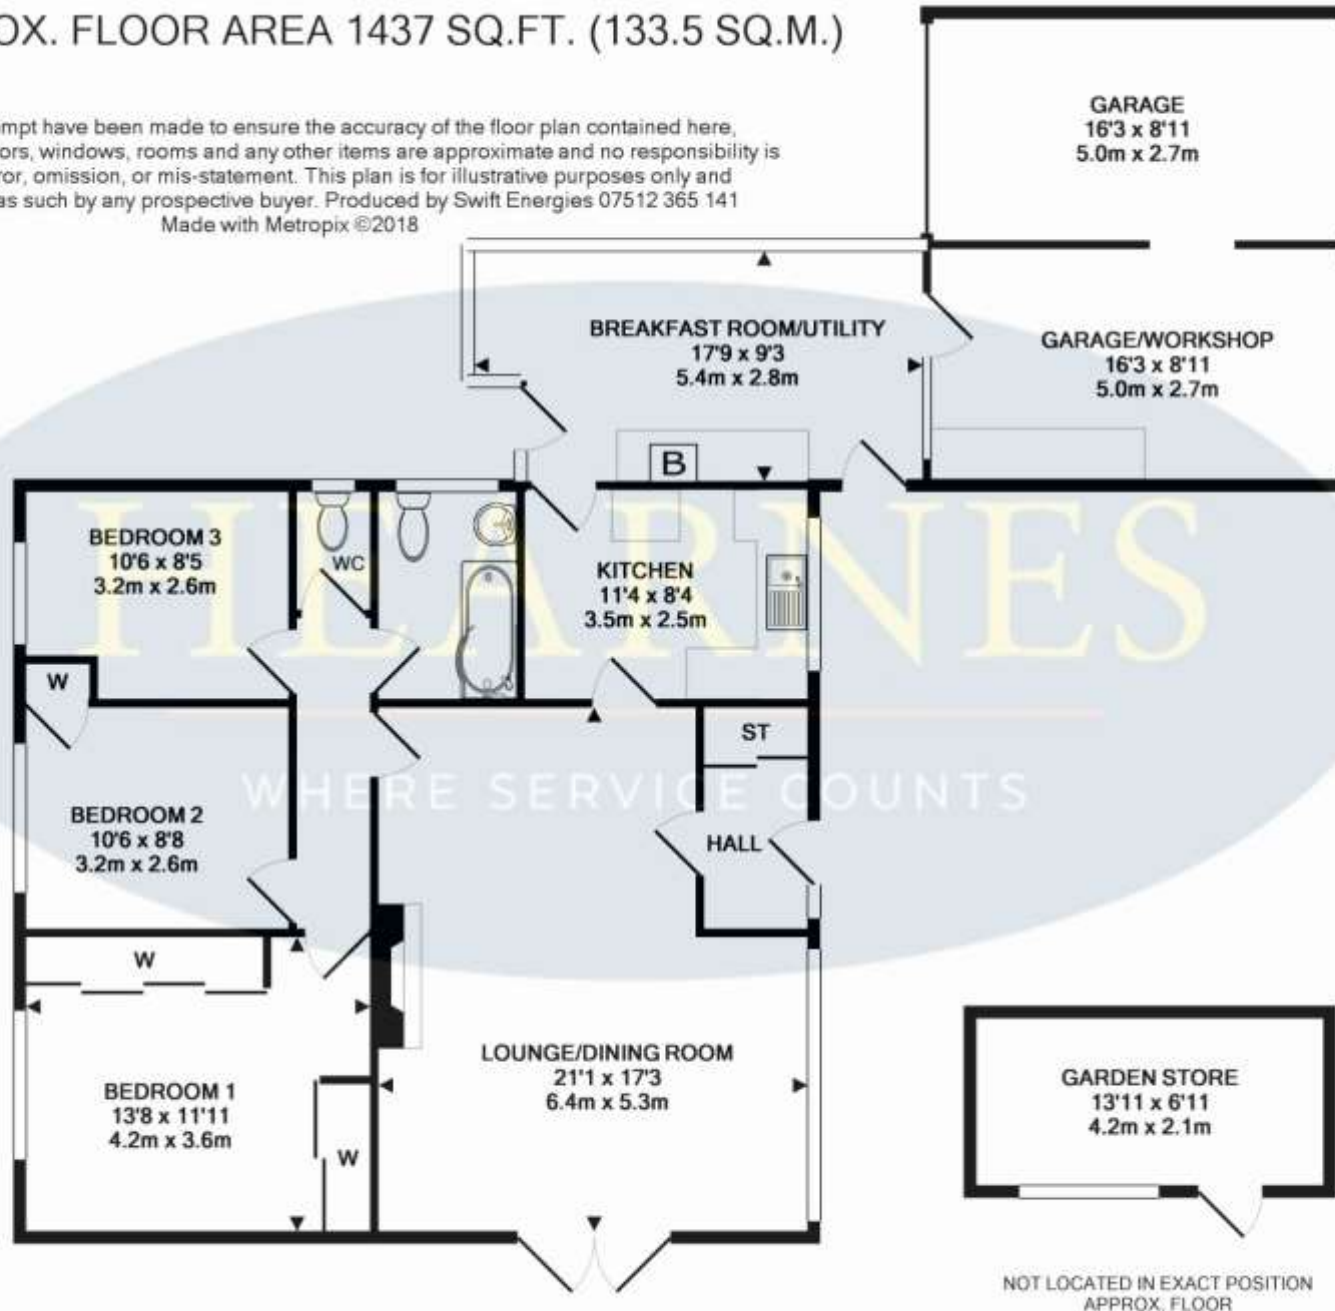 OX. FLOOR AREA 1437 SQ.FT. (133.5 SQ.M.)
mpt have been made to ensure the accuracy of the floor plan contained here,
ors, windows, rooms and any other items are approximate and no responsibility is
or, omission, or mis-statement. This plan is for illustrative purposes only and
as such by any prospective buyer. Produced by Swift Energies 07512 365 141
Made with Metropix ©2018
GARAGE
16'3 x 8'11
5.0m x 2.7m
BREAKFAST ROOM/UTILITY
17'9 x 9'3
5.4m x 2.8m
GARAGE/WORKSHOP
16'3 x 8'11
5.0m x 2.7m
B
BEDROOM 3
10'6 x 8'5
3.2m x 2.6m
WC
KITCHEN
11'4 x 8'4
3.5m x 2.5m
HEARNES
W
ST
WHERE SERVICE COUNTS
BEDROOM 2
10'6 x 8'8
3.2m x 2.6m
HALL
W
LOUNGE/DINING ROOM
21'1 x 17'3
6.4m x 5.3m
BEDROOM 1
13'8 x 11'11
4.2m x 3.6m
W
GARDEN STORE
13'11 x 6'11
4.2m x 2.1m
NOT LOCATED IN EXACT POSITION
APPROX. FLOOR